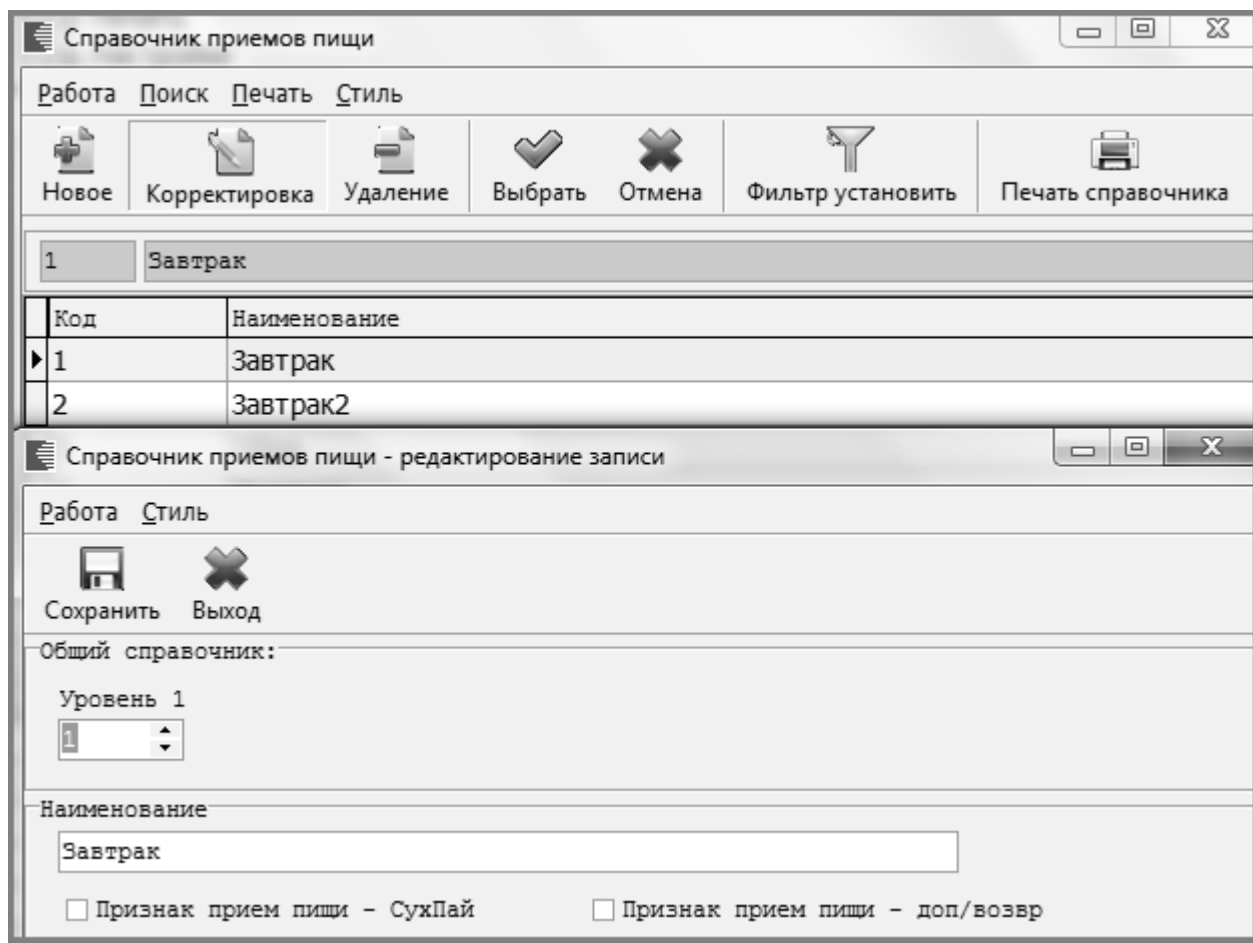 Справочник приемов пищи
Работа Поиск Печать Стиль
Новое Корректировка Удаление Выбрать Отмена Фильтр установить Печать справочника
1 Завтрак
Код Наименование
1 Завтрак
2 Завтрак2
Справочник приемов пищи - редактирование записи
Работа Стиль
Сохранить Выход
Общий справочник:
Уровень 1
1
Наименование
Завтрак
Признак прием пищи - СухПай Признак прием пищи - доп/возвр